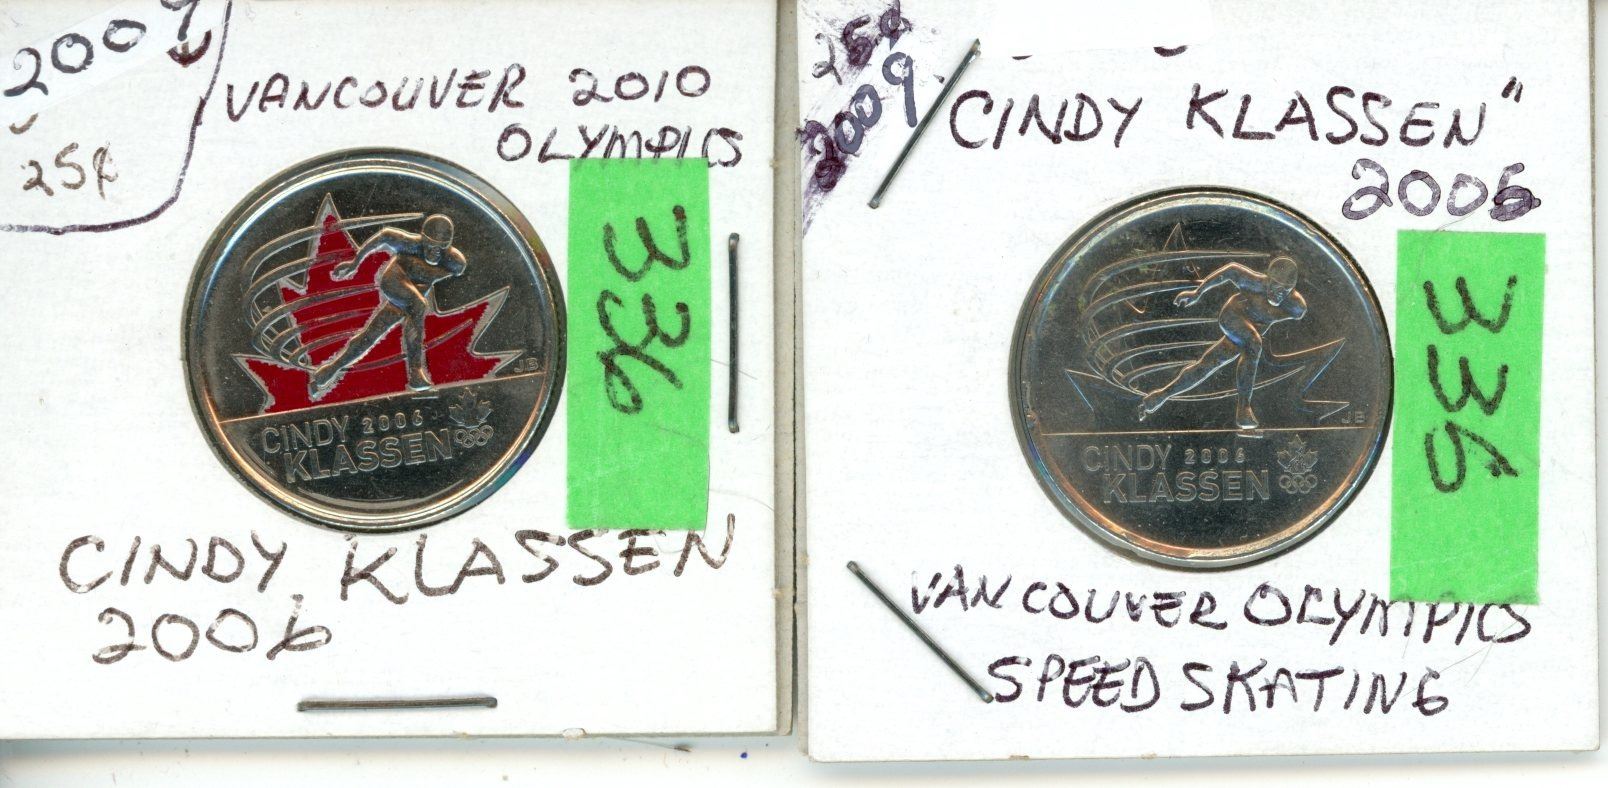 2009
25¢
VANCOUVER 2010
OLYMPICS
336
JB
CINDY 2006
KLASSEN
CINDY KLASSEN
2006
25¢
2009
"CINDY KLASSEN"
2006
336
JB
CINDY 2006
KLASSEN
VANCOUVER OLYMPICS
SPEED SKATING